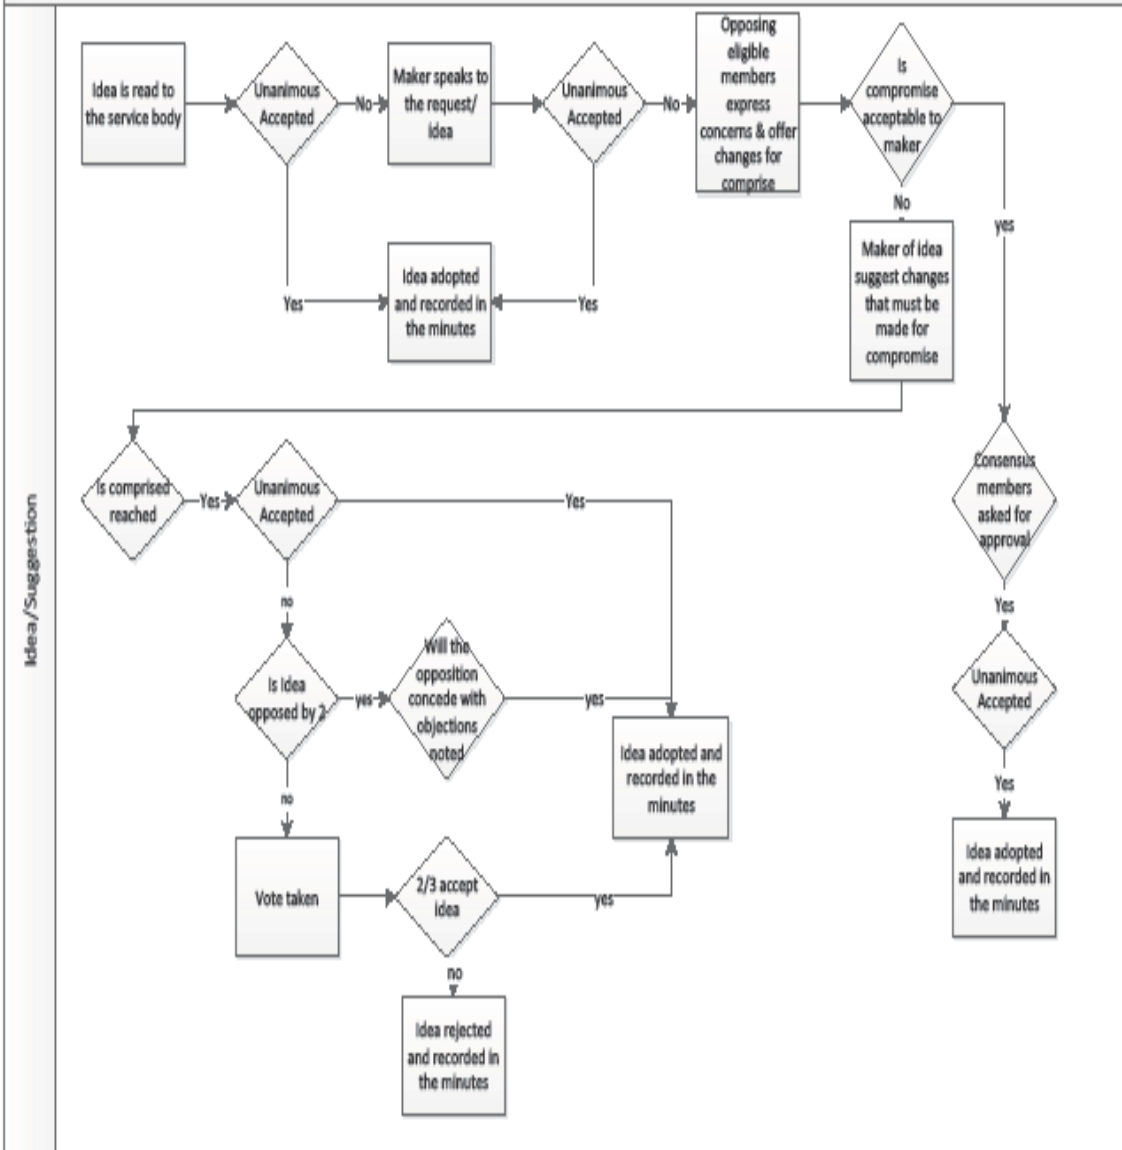 Idea/Suggestion
Idea is read to
the service body
Unanimous
Accepted
No
Maker speaks to
the request/
idea
Unanimous
Accepted
No
Opposing
eligible
members
express
concerns & offer
changes for
comprise
Is
compromise
acceptable to
maker
No
yes
Yes
Idea adopted
and recorded in
the minutes
Yes
Maker of idea
suggest changes
that must be
made for
compromise
Is comprised
reached
Yes
Unanimous
Accepted
Yes
no
Consensus
members
asked for
approval
Yes
Unanimous
Accepted
Yes
Idea adopted
and recorded in
the minutes
Is Idea
opposed by 2
yes
Will the
opposition
concede with
objections
noted
yes
Idea adopted and
recorded in the
minutes
no
Vote taken
2/3 accept
idea
yes
no
Idea rejected
and recorded in
the minutes